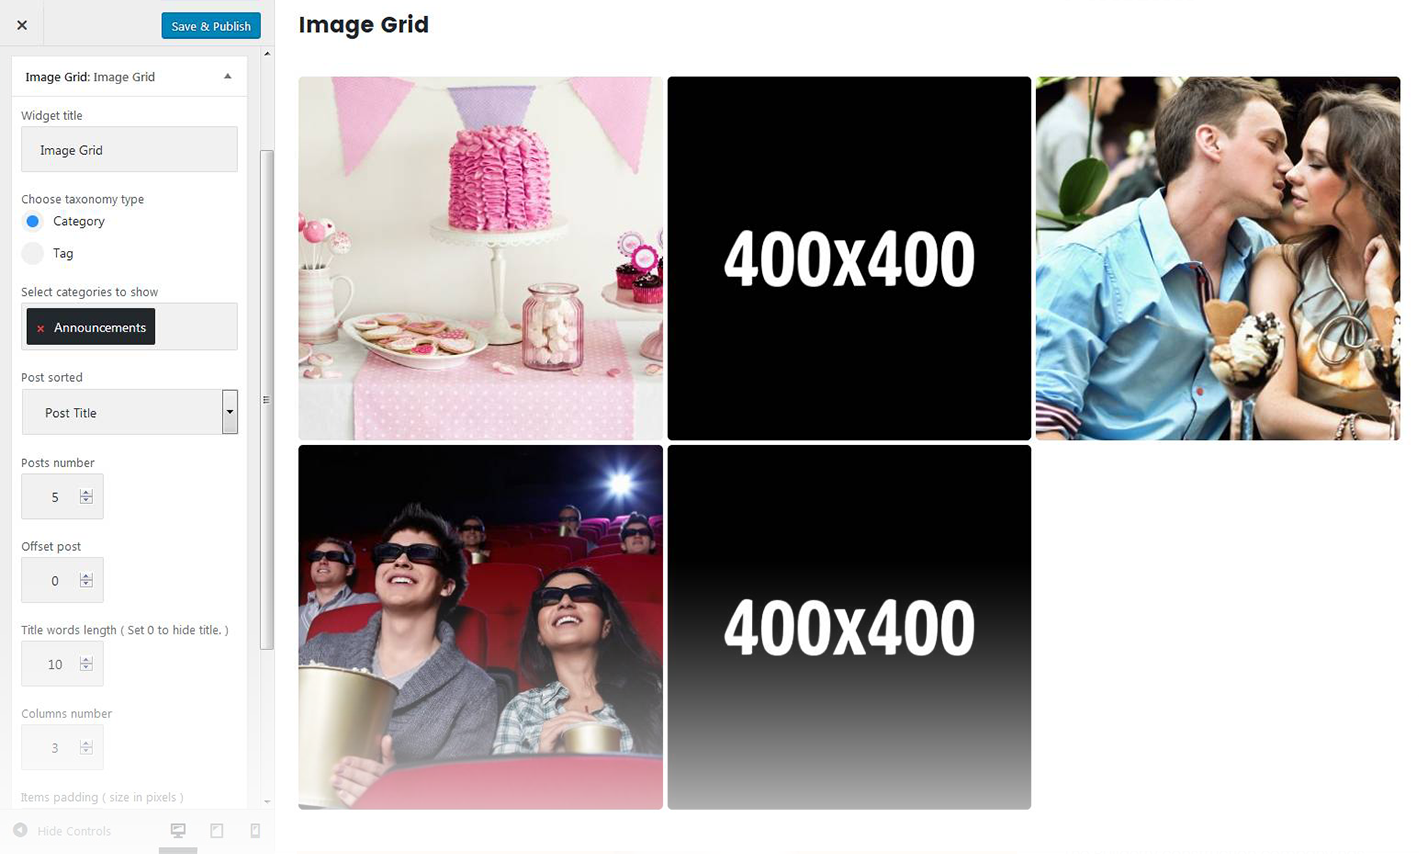 Save & Publish
Image Grid: Image Grid
Widget title
Image Grid
Choose taxonomy type
Category
Tag
Select categories to show
× Announcements
Post sorted
Post Title
Posts number
5
Offset post
0
Title words length ( Set 0 to hide title. )
10
Columns number
3
Items padding ( size in pixels )
Hide Controls
Image Grid
400x400
400x400